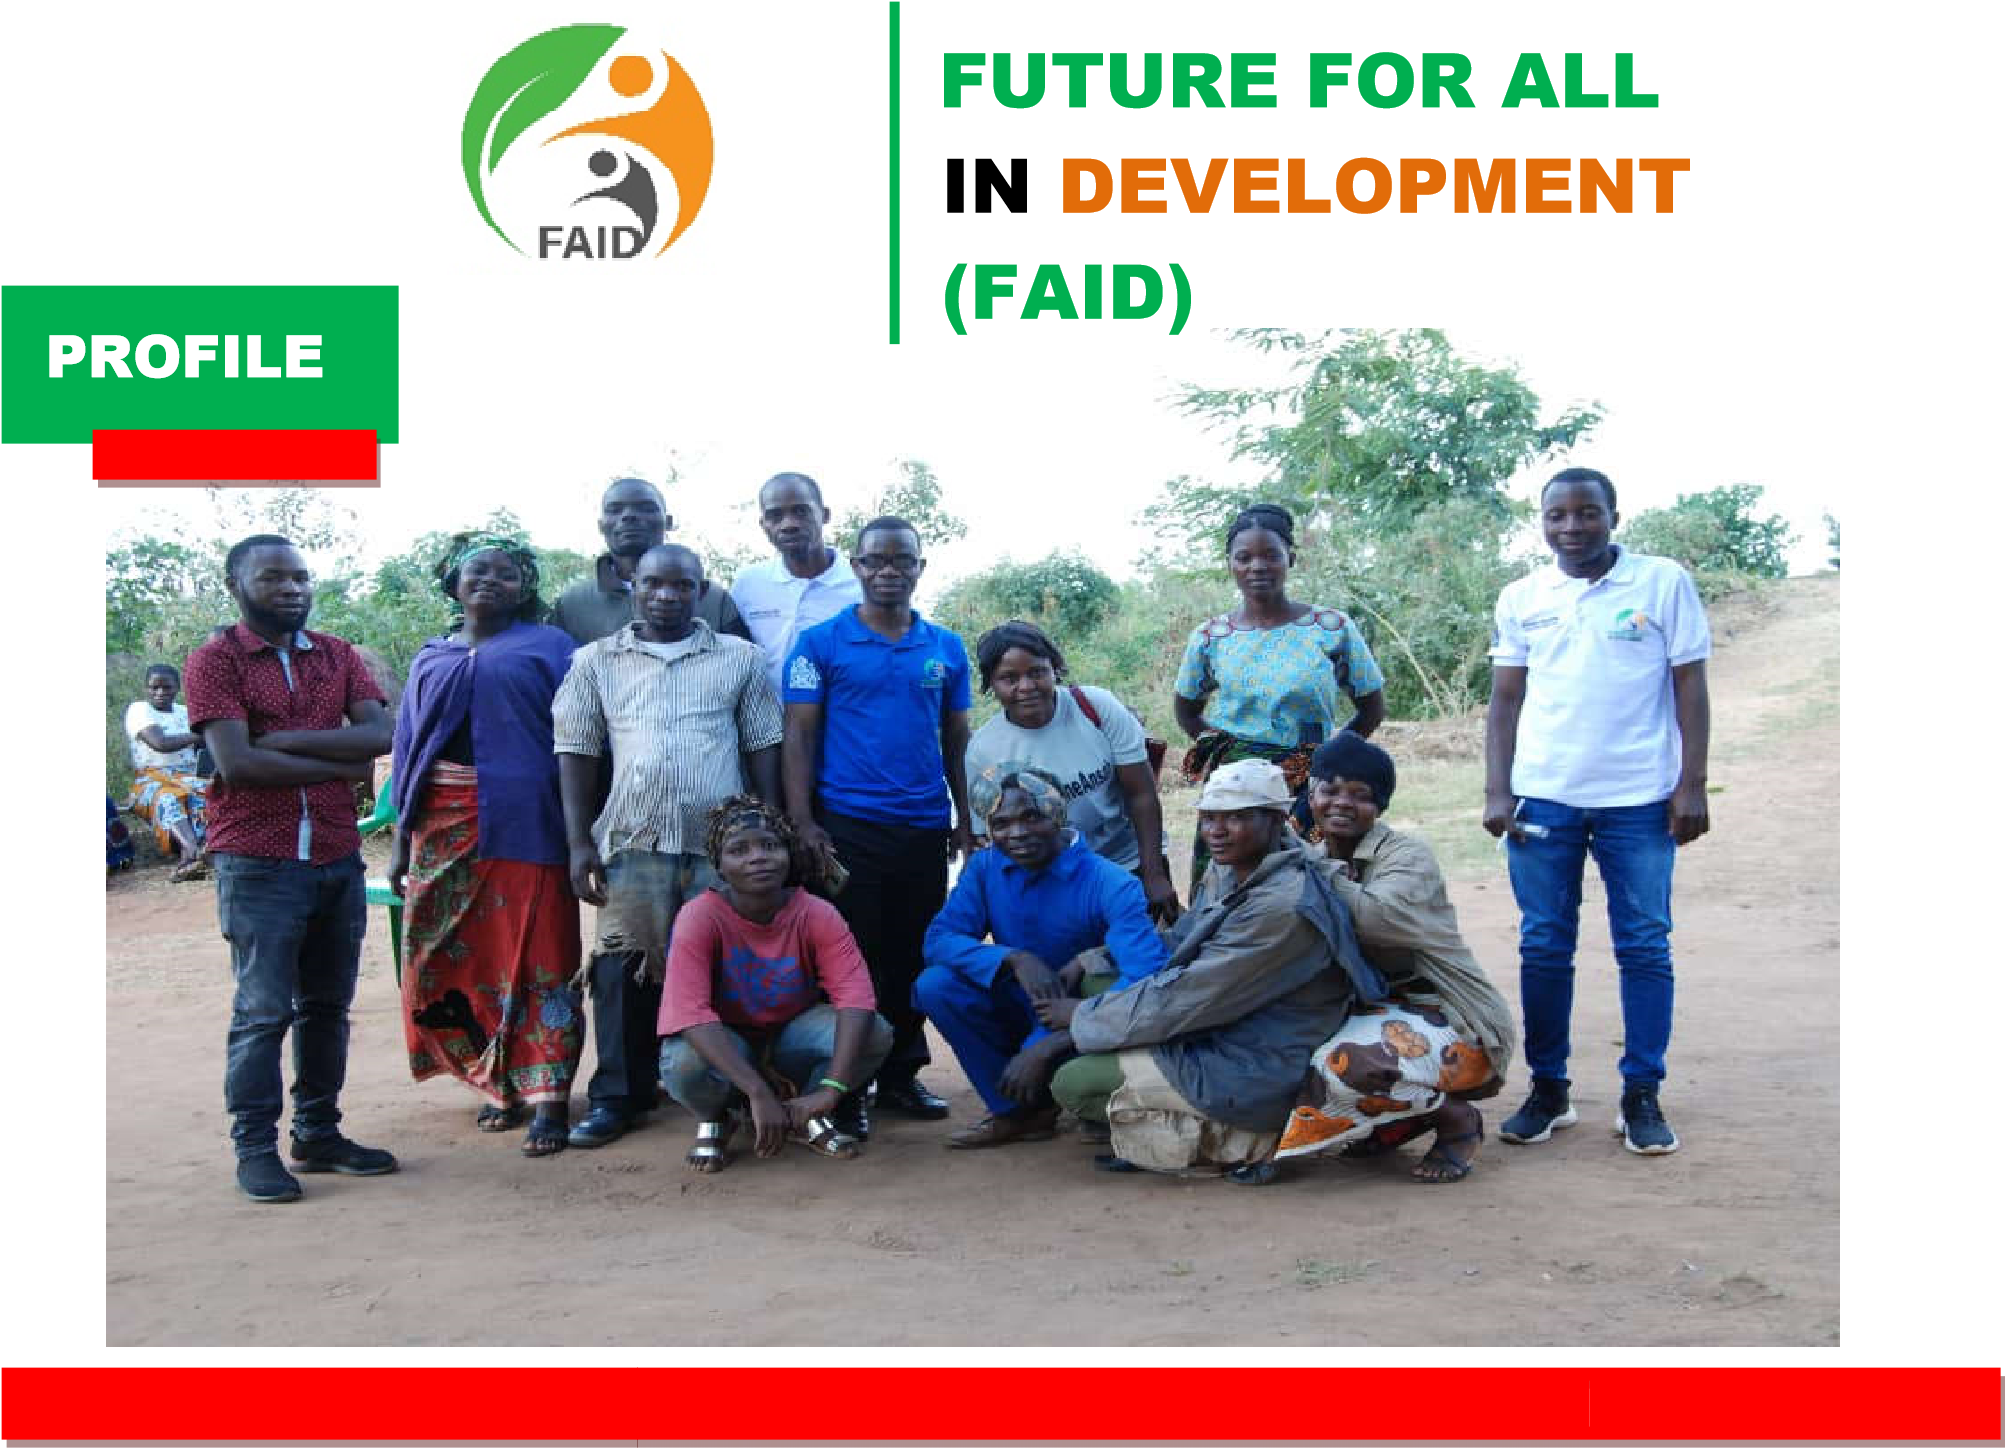 FAID
FUTURE FOR ALL
IN DEVELOPMENT
(FAID)
PROFILE